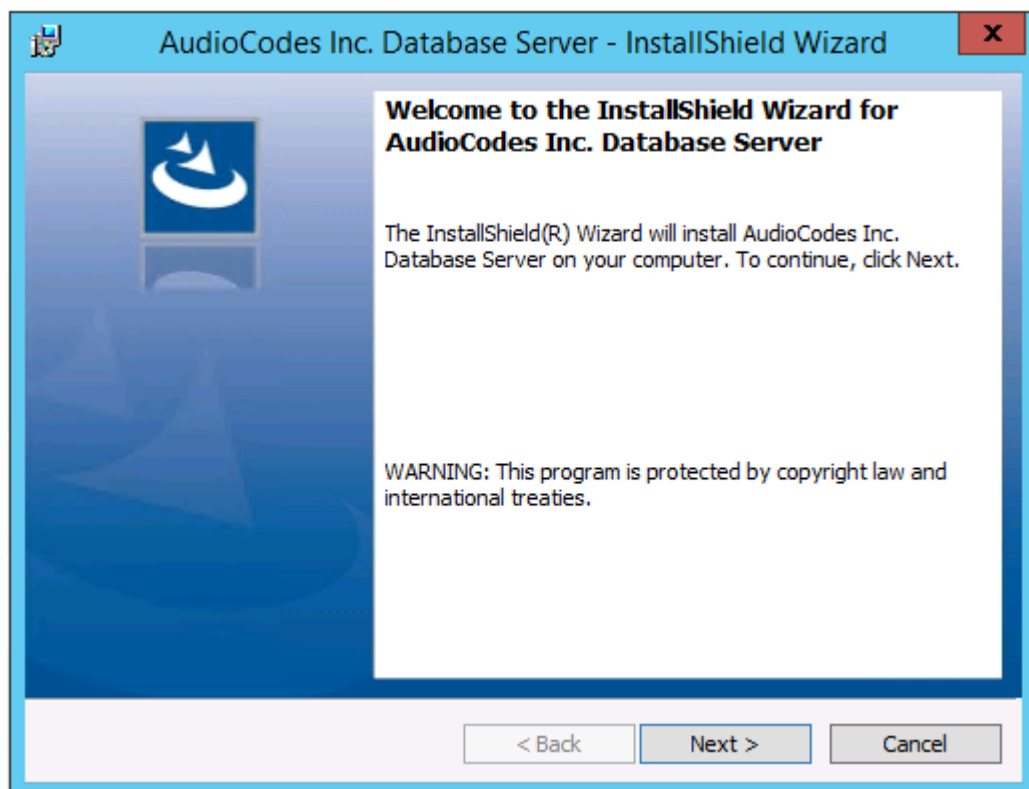 AudioCodes Inc. Database Server - InstallShield Wizard
x
Welcome to the InstallShield Wizard for
AudioCodes Inc. Database Server
The InstallShield(R) Wizard will install AudioCodes Inc.
Database Server on your computer. To continue, click Next.
WARNING: This program is protected by copyright law and
international treaties.
< Back
Next >
Cancel